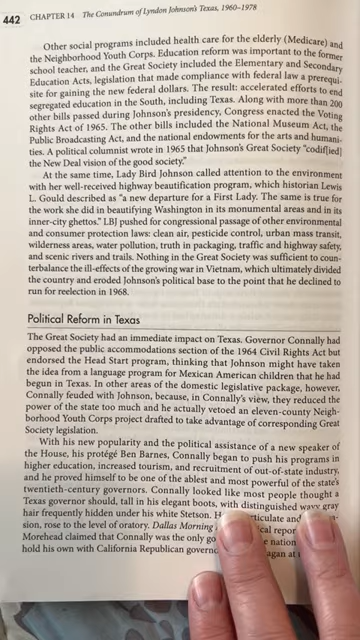 442 CHAPTER 14 The Conundrum of Lyndon Johnson's Texas, 1960–1978
Other social programs included health care for the elderly (Medicare) and
the Neighborhood Youth Corps. Education reform was important to the former
school teacher, and the Great Society included the Elementary and Secondary
Education Acts, legislation that made compliance with federal law a prerequi-
site for gaining the new federal dollars. The result: accelerated efforts to end
segregated education in the South, including Texas. Along with more than 200
other bills passed during Johnson's presidency, Congress enacted the Voting
Rights Act of 1965. The other bills included the National Museum Act, the
Public Broadcasting Act, and the national endowments for the arts and humani-
ties. A political columnist wrote in 1965 that Johnson's Great Society "codif[ied]
the New Deal vision of the good society."
At the same time, Lady Bird Johnson called attention to the environment
with her well-received highway beautification program, which historian Lewis
L. Gould described as "a new departure for a First Lady. The same is true for
the work she did in beautifying Washington in its monumental areas and in its
inner-city ghettos." LBJ pushed for congressional passage of other environmental
and consumer protection laws: clean air, pesticide control, urban mass transit,
wilderness areas, water pollution, truth in packaging, traffic and highway safety,
and scenic rivers and trails. Nothing in the Great Society was sufficient to coun-
terbalance the ill-effects of the growing war in Vietnam, which ultimately divided
the country and eroded Johnson's political base to the point that he declined to
run for reelection in 1968.
Political Reform in Texas
The Great Society had an immediate impact on Texas. Governor Connally had
opposed the public accommodations section of the 1964 Civil Rights Act but
endorsed the Head Start program, thinking that Johnson might have taken
the idea from a language program for Mexican American children that he had
begun in Texas. In other areas of the domestic legislative package, however,
Connally feuded with Johnson, because, in Connally's view, they reduced the
power of the state too much and he actually vetoed an eleven-county Neigh-
borhood Youth Corps project drafted to take advantage of corresponding Great
Society legislation.
With his new popularity and the political assistance of a new speaker of
the House, his protégé Ben Barnes, Connally began to push his programs in
higher education, increased tourism, and recruitment of out-of-state industry,
and he proved himself to be one of the ablest and most powerful of the state's
twentieth-century governors. Connally looked like most people thought a
Texas governor should, tall in his elegant boots, with distinguished wavy gray
hair frequently hidden under his white Stetson.
sion, rose to the level of oratory. Dallas Morning
Morehead claimed that Connally was the only
hold his own with California Republican